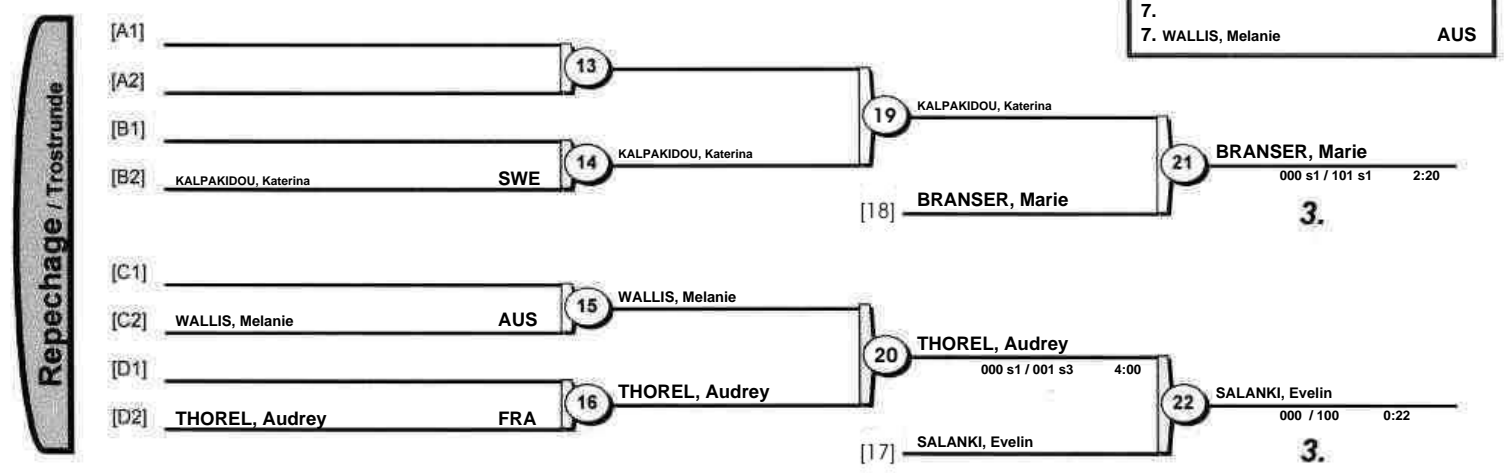 7.
7. WALLIS, Melanie AUS
Repechage / Trostrunde
[A1]
13
[A2]
[B1]
19
KALPAKIDOU, Katerina
14
KALPAKIDOU, Katerina
[B2] KALPAKIDOU, Katerina SWE
21
BRANSER, Marie
000 s1 / 101 s1 2:20
[18] BRANSER, Marie
3.
[C1]
15
WALLIS, Melanie
[C2] WALLIS, Melanie AUS
20
THOREL, Audrey
000 s1 / 001 s3 4:00
[D1]
16
THOREL, Audrey
[D2] THOREL, Audrey FRA
22
SALANKI, Evelin
000 / 100 0:22
[17] SALANKI, Evelin
3.